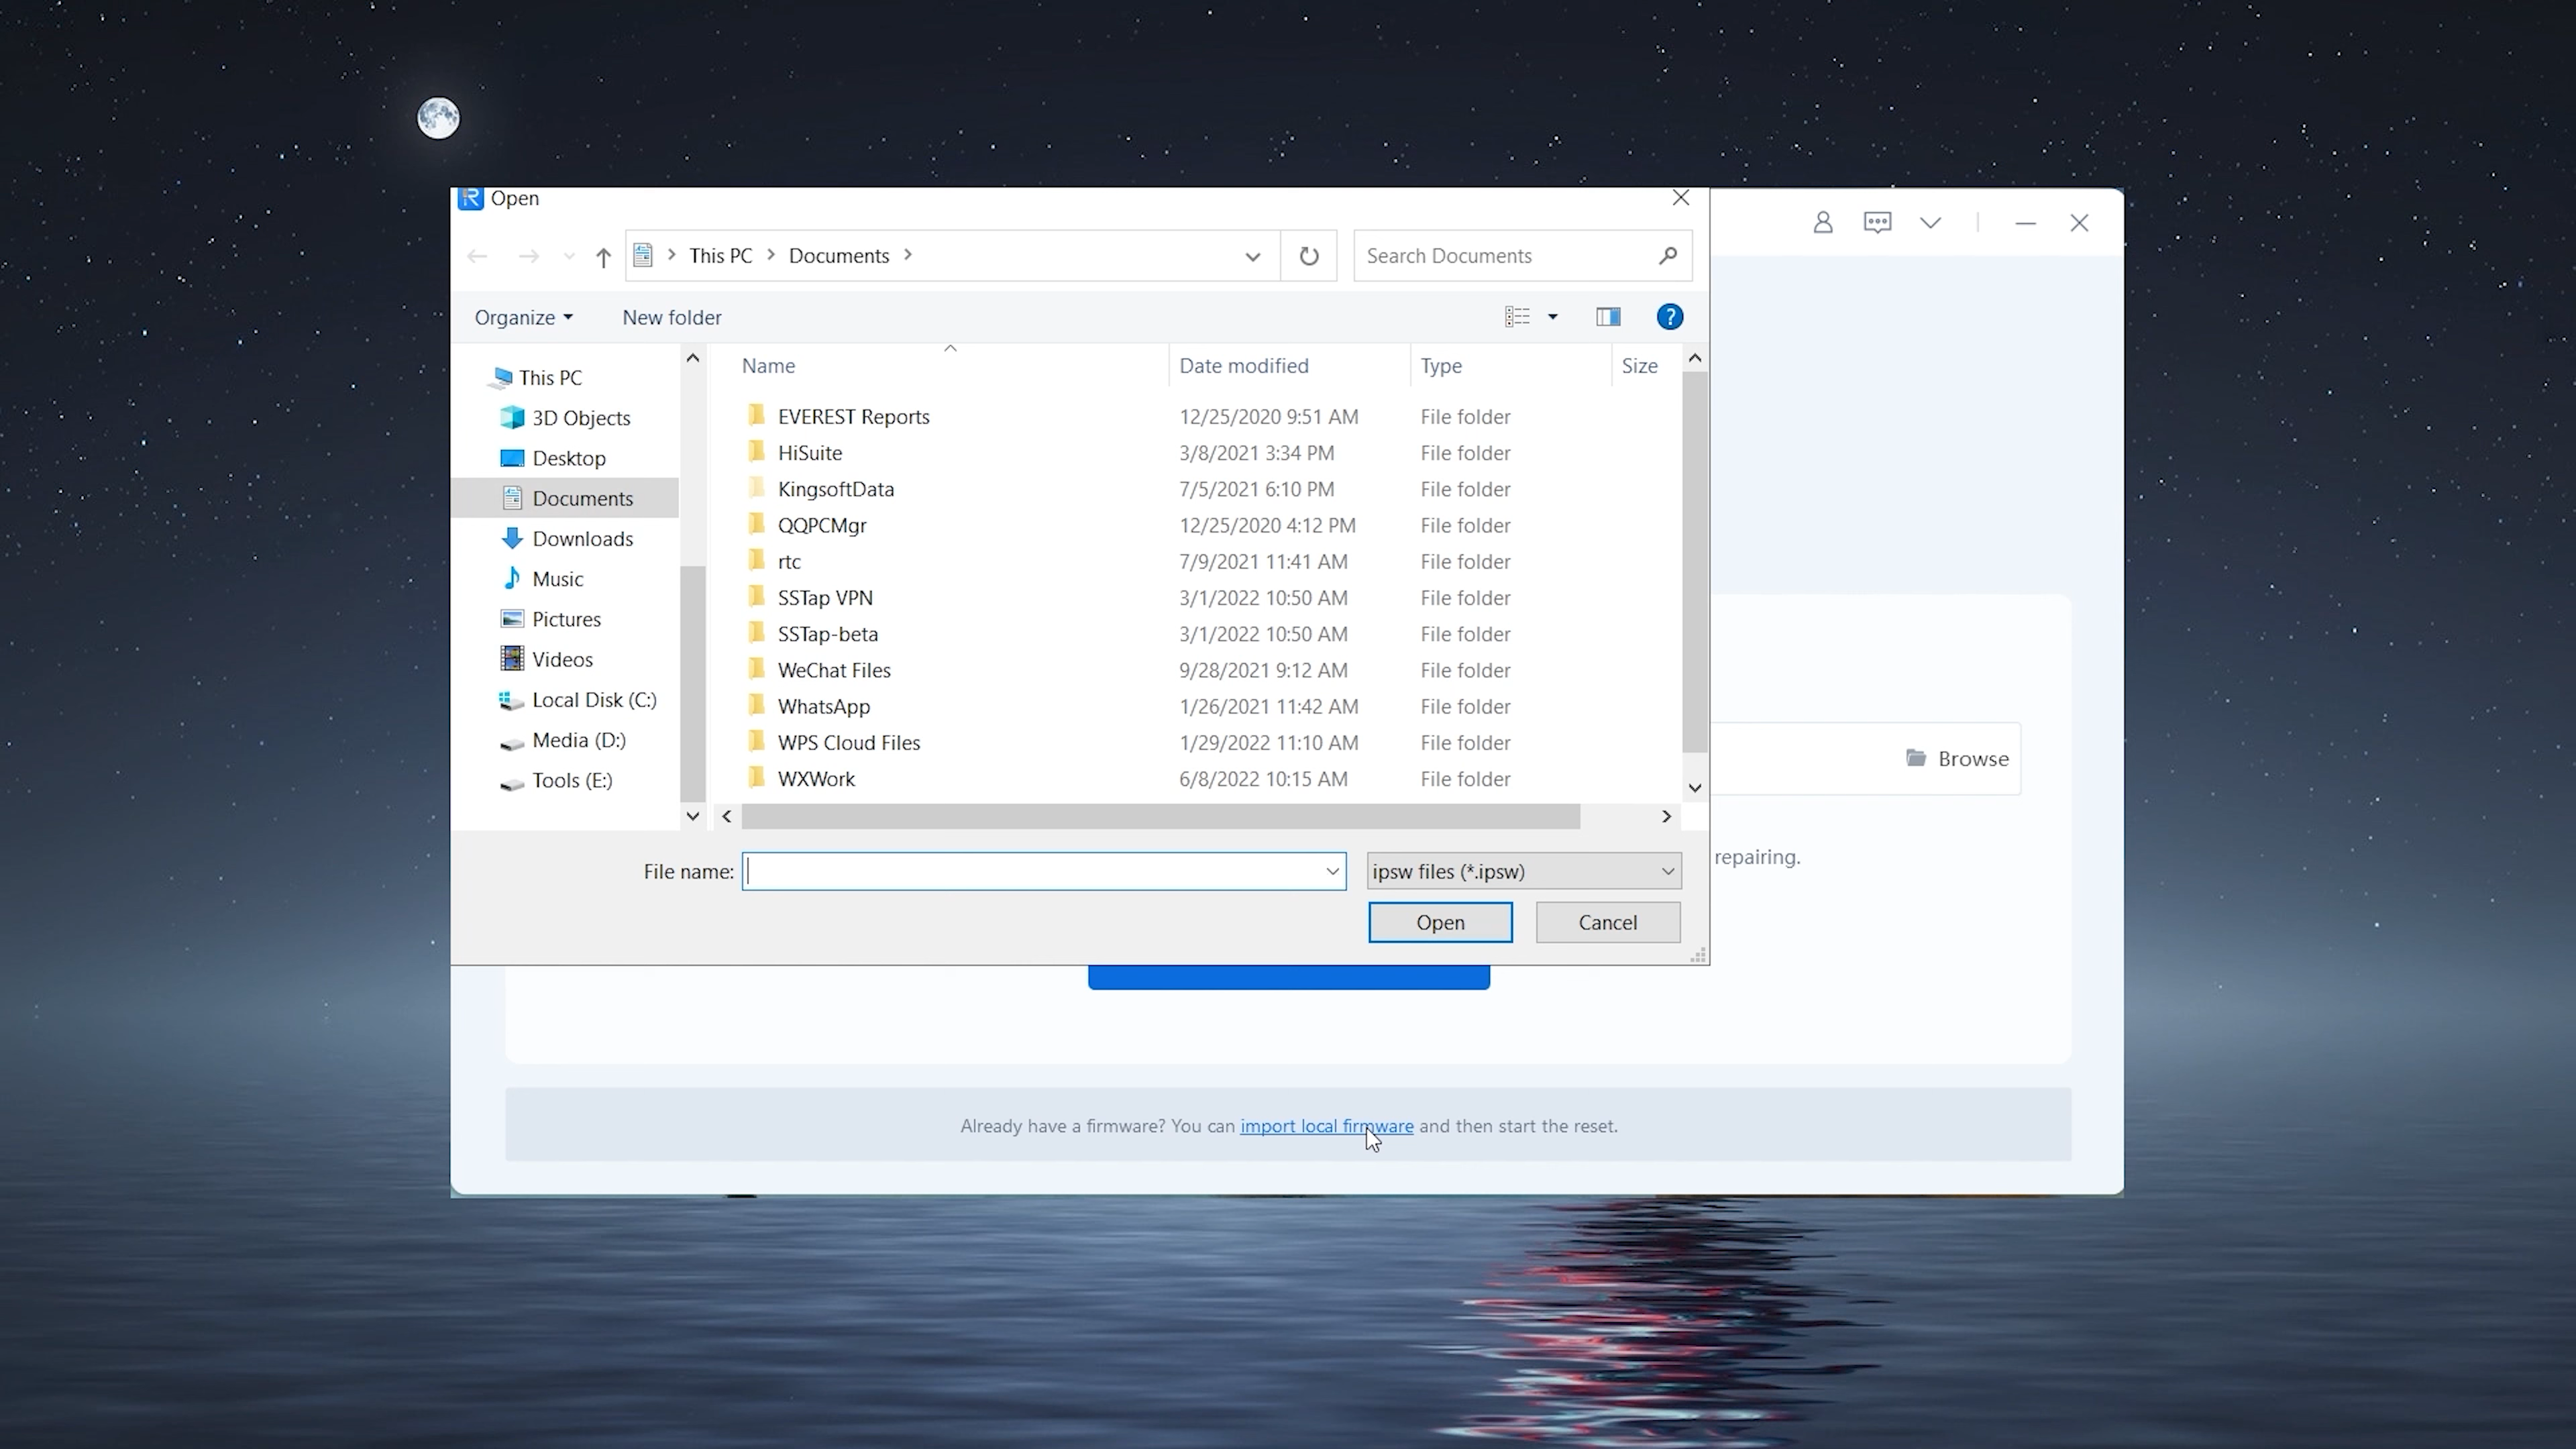 Open
This PC Documents
Search Documents
Organize New folder
Name Date modified Type Size
This PC
3D Objects
Desktop
Documents
Downloads
Music
Pictures
Videos
Local Disk (C:)
Media (D:)
Tools (E:)
EVEREST Reports 12/25/2020 9:51 AM File folder
HiSuite 3/8/2021 3:34 PM File folder
KingsoftData 7/5/2021 6:10 PM File folder
QQPCMgr 12/25/2020 4:12 PM File folder
rtc 7/9/2021 11:41 AM File folder
SSTap VPN 3/1/2022 10:50 AM File folder
SSTap-beta 3/1/2022 10:50 AM File folder
WeChat Files 9/28/2021 9:12 AM File folder
WhatsApp 1/26/2021 11:42 AM File folder
WPS Cloud Files 1/29/2022 11:10 AM File folder
WXWork 6/8/2022 10:15 AM File folder
Browse
File name:
ipsw files (*.ipsw)
repairing.
Open Cancel
Already have a firmware? You can import local firmware and then start the reset.